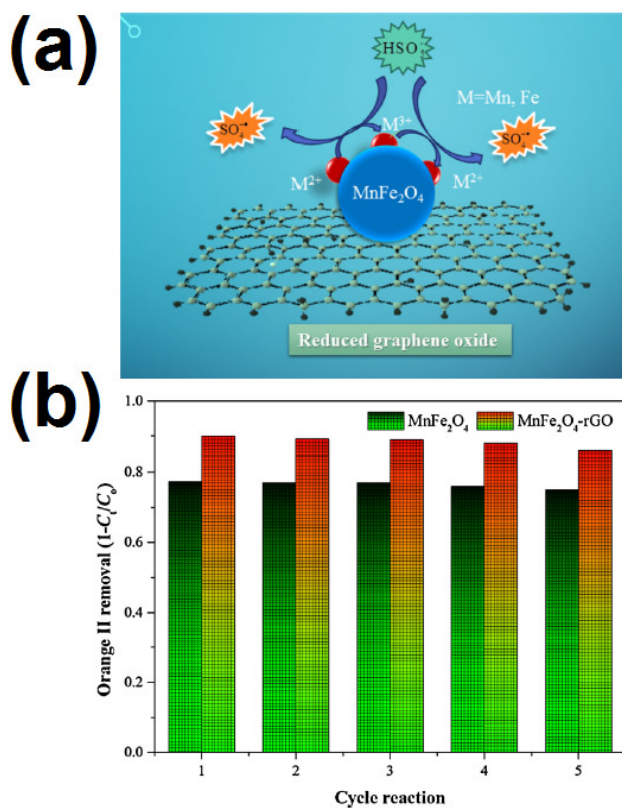 (a)
HSO₄⁻
M=Mn, Fe
SO₄⁻•
M³⁺
SO₄⁻•
M²⁺
MnFe₂O₄
M²⁺
Reduced graphene oxide
(b)
MnFe₂O₄ MnFe₂O₄-rGO
Orange II removal (1-Cₜ/C₀)
1.0
0.8
0.6
0.4
0.2
0.0
1 2 3 4 5
Cycle reaction